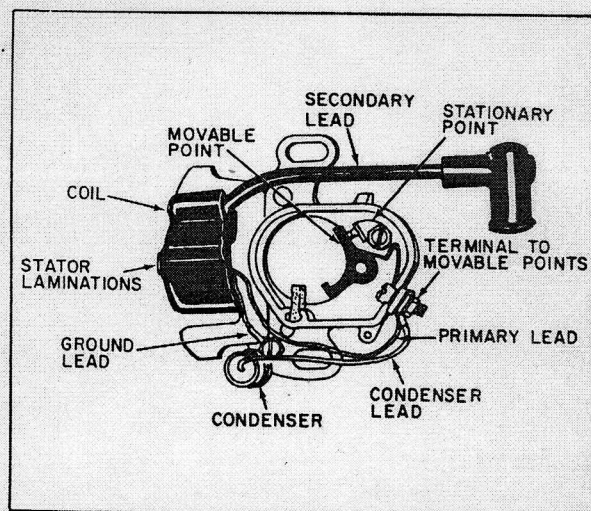 SECONDARY
LEAD
STATIONARY
POINT
MOVABLE
POINT
COIL
TERMINAL TO
MOVABLE POINTS
STATOR
LAMINATIONS
GROUND
LEAD
PRIMARY LEAD
CONDENSER
LEAD
CONDENSER